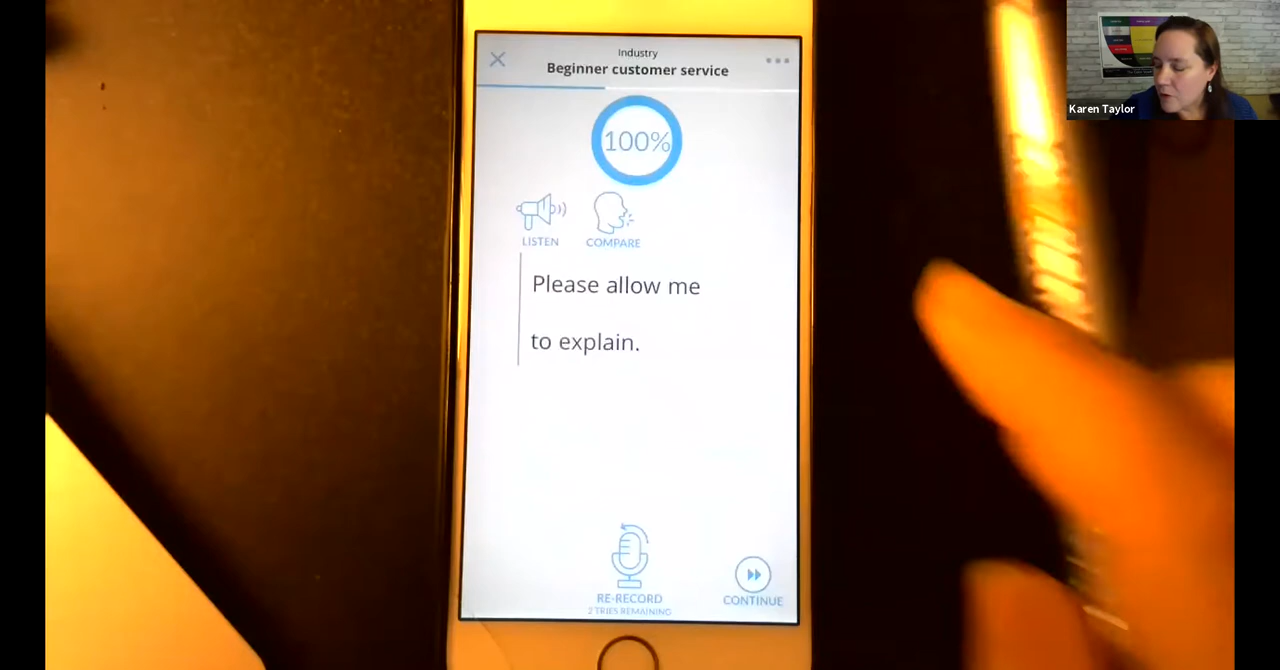 Industry
Beginner customer service
100%
LISTEN
COMPARE
Please allow me
to explain.
RE-RECORD
2 TRIES REMAINING
CONTINUE
Karen Taylor